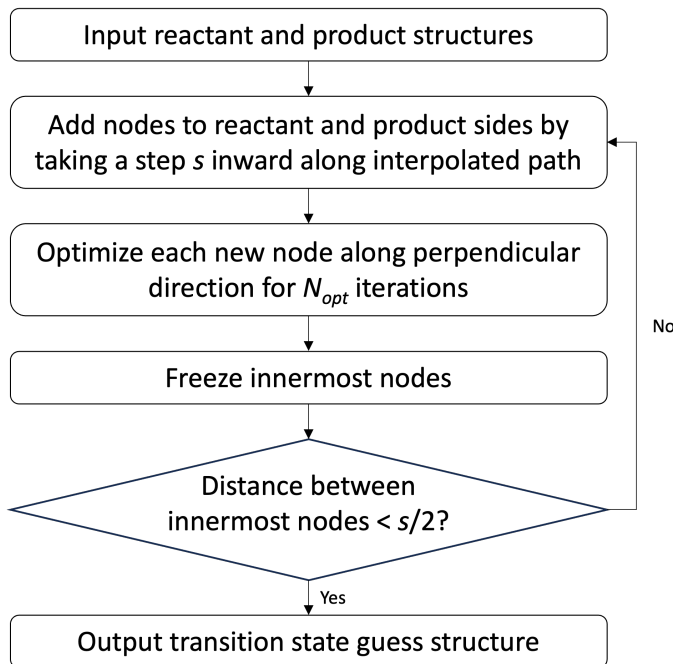 Input reactant and product structures
Add nodes to reactant and product sides by
taking a step s inward along interpolated path
Optimize each new node along perpendicular
direction for Nopt iterations
No
Freeze innermost nodes
Distance between
innermost nodes < s/2?
Yes
Output transition state guess structure